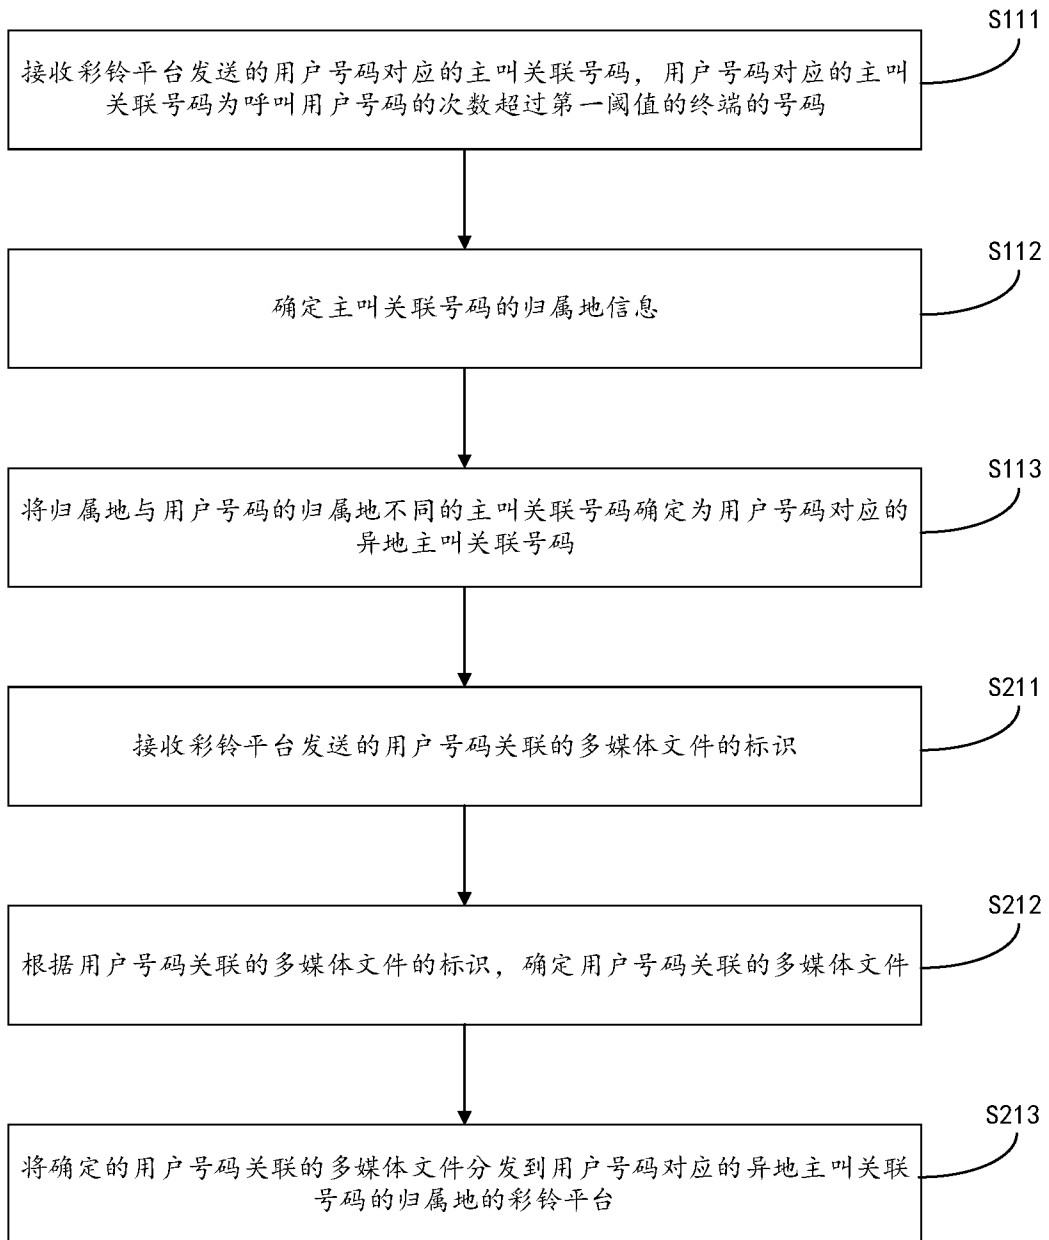 S111
接收彩铃平台发送的用户号码对应的主叫关联号码，用户号码对应的主叫
关联号码为呼叫用户号码的次数超过第一阈值的终端的号码
S112
确定主叫关联号码的归属地信息
S113
将归属地与用户号码的归属地不同的主叫关联号码确定为用户号码对应的
异地主叫关联号码
S211
接收彩铃平台发送的用户号码关联的多媒体文件的标识
S212
根据用户号码关联的多媒体文件的标识，确定用户号码关联的多媒体文件
S213
将确定的用户号码关联的多媒体文件分发到用户号码对应的异地主叫关联
号码的归属地的彩铃平台